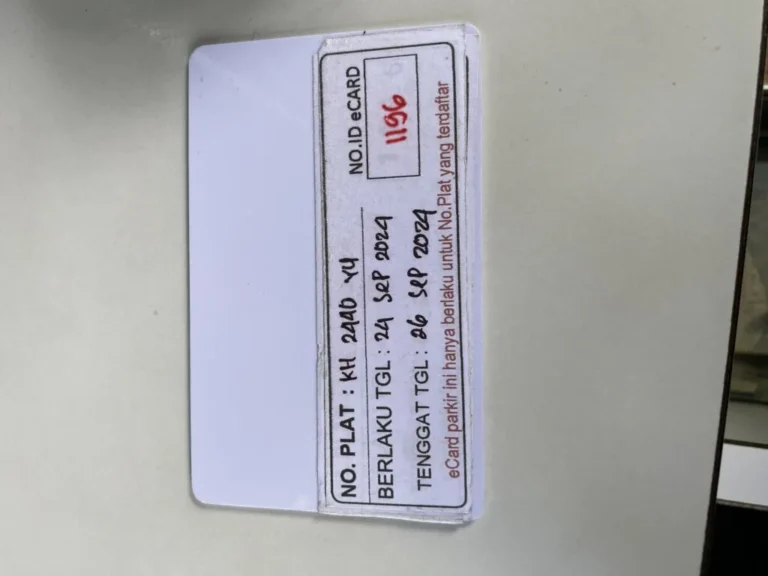 NO. PLAT : KH 2440 YU
NO.ID eCARD
BERLAKU TGL : 24 SEP 2024
1196
TENGGAT TGL : 26 SEP 2024
eCard parkir ini hanya berlaku untuk No.Plat yang terdaftar